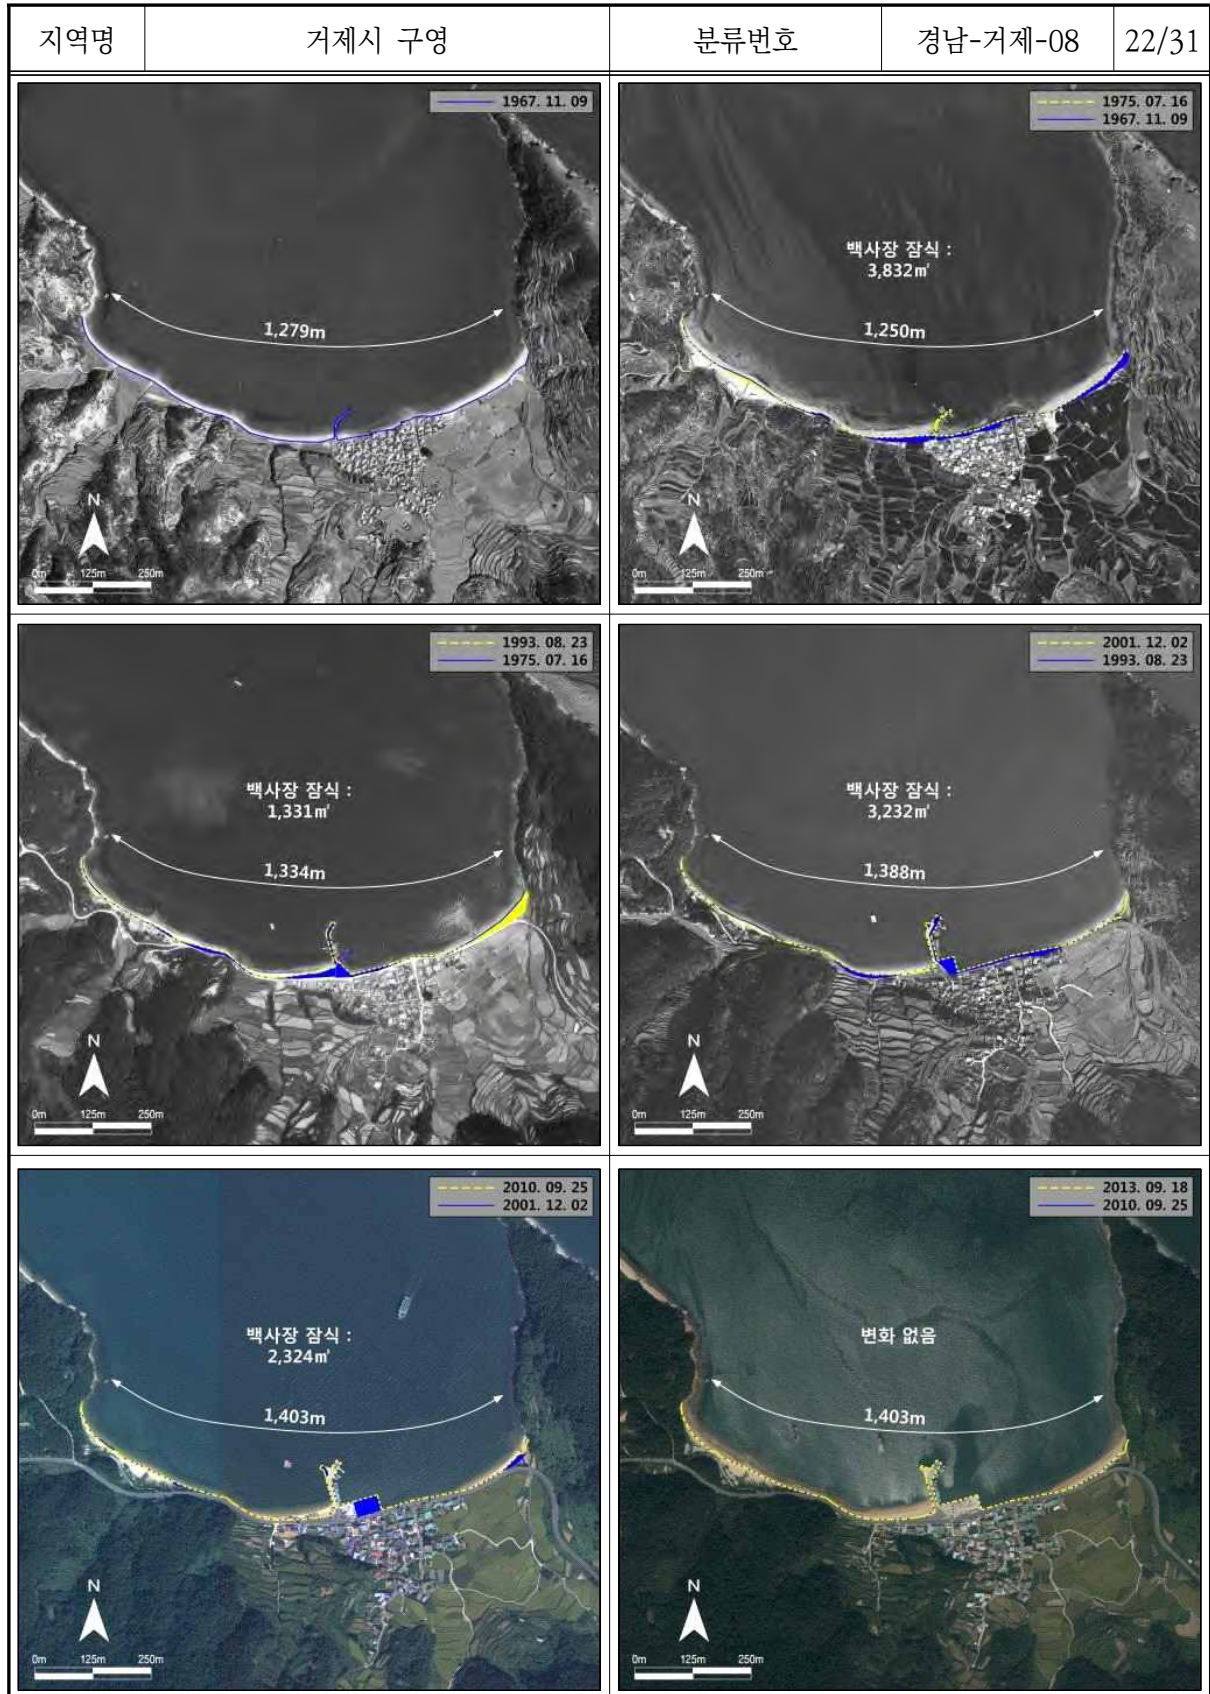 지역명 거제시 구영 분류번호 경남-거제-08 22/31
1967. 11. 09
1,279m
N
0m 125m 250m
1975. 07. 16
1967. 11. 09
백사장 잠식 :
3,832㎡
1,250m
N
0m 125m 250m
1993. 08. 23
1975. 07. 16
백사장 잠식 :
1,331㎡
1,334m
N
0m 125m 250m
2001. 12. 02
1993. 08. 23
백사장 잠식 :
3,232㎡
1,388m
N
0m 125m 250m
2010. 09. 25
2001. 12. 02
백사장 잠식 :
2,324㎡
1,403m
N
0m 125m 250m
2013. 09. 18
2010. 09. 25
변화 없음
1,403m
N
0m 125m 250m